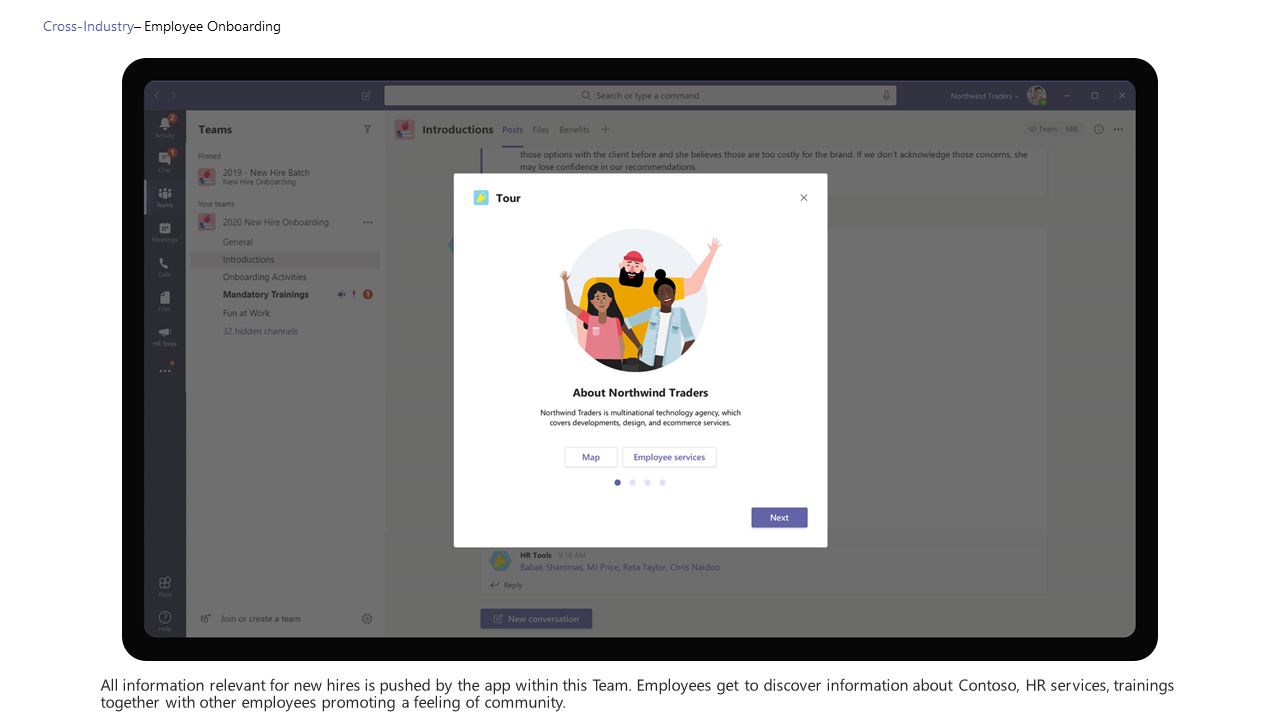 Cross-Industry– Employee Onboarding
Search or type a command
Northwind Traders
Activity
2
Chat
1
Teams
Meetings
Calls
Files
HR Tools
Apps
Help
Teams
Pinned
2019 - New Hire Batch
New Hire Onboarding
Your teams
2020 New Hire Onboarding
General
Introductions
Onboarding Activities
Mandatory Trainings ! 1
Fun at Work
32 hidden channels
Join or create a team
Introductions Posts Files Benefits
Team MBI
those options with the client before and she believes those are too costly for the brand. If we don't acknowledge those concerns, she
may lose confidence in our recommendations.
Tour
About Northwind Traders
Northwind Traders is multinational technology agency, which
covers developments, design, and ecommerce services.
Map Employee services
Next
HR Tools 9:18 AM
Babak Shammas, MJ Price, Reta Taylor, Chris Naidoo
Reply
New conversation
All information relevant for new hires is pushed by the app within this Team. Employees get to discover information about Contoso, HR services, trainings
together with other employees promoting a feeling of community.